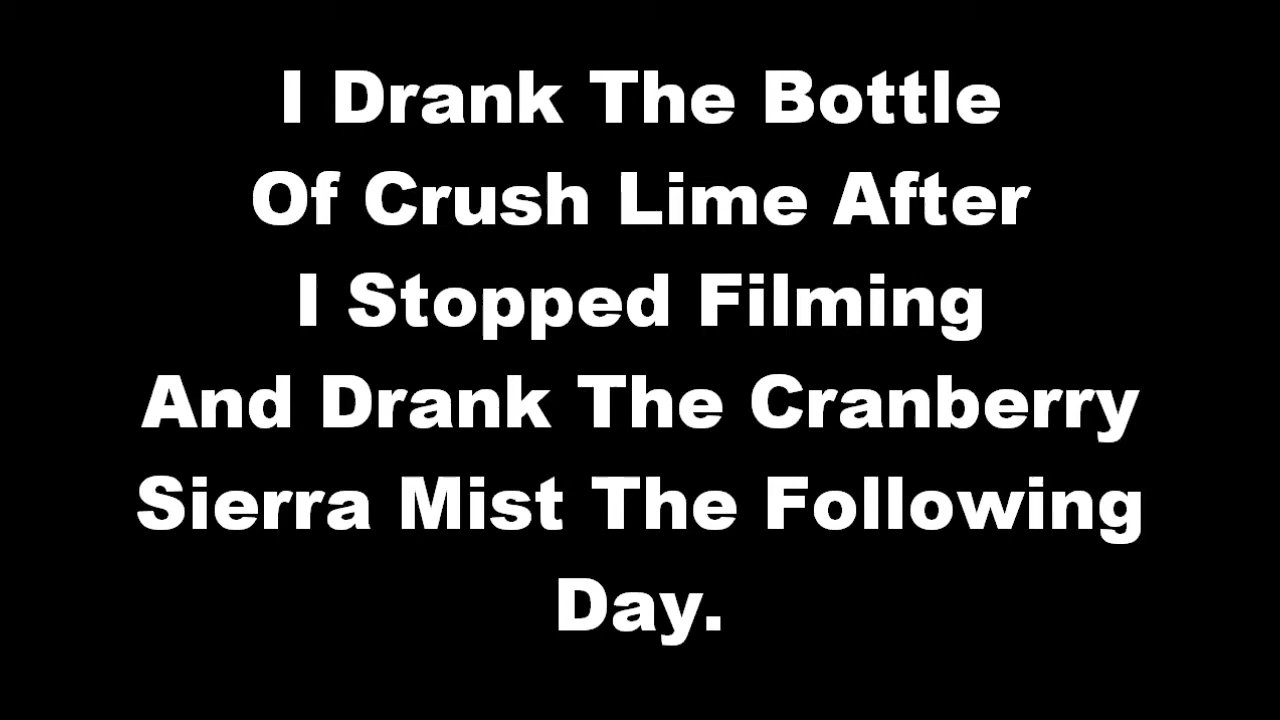 I Drank The Bottle
Of Crush Lime After
I Stopped Filming
And Drank The Cranberry
Sierra Mist The Following
Day.